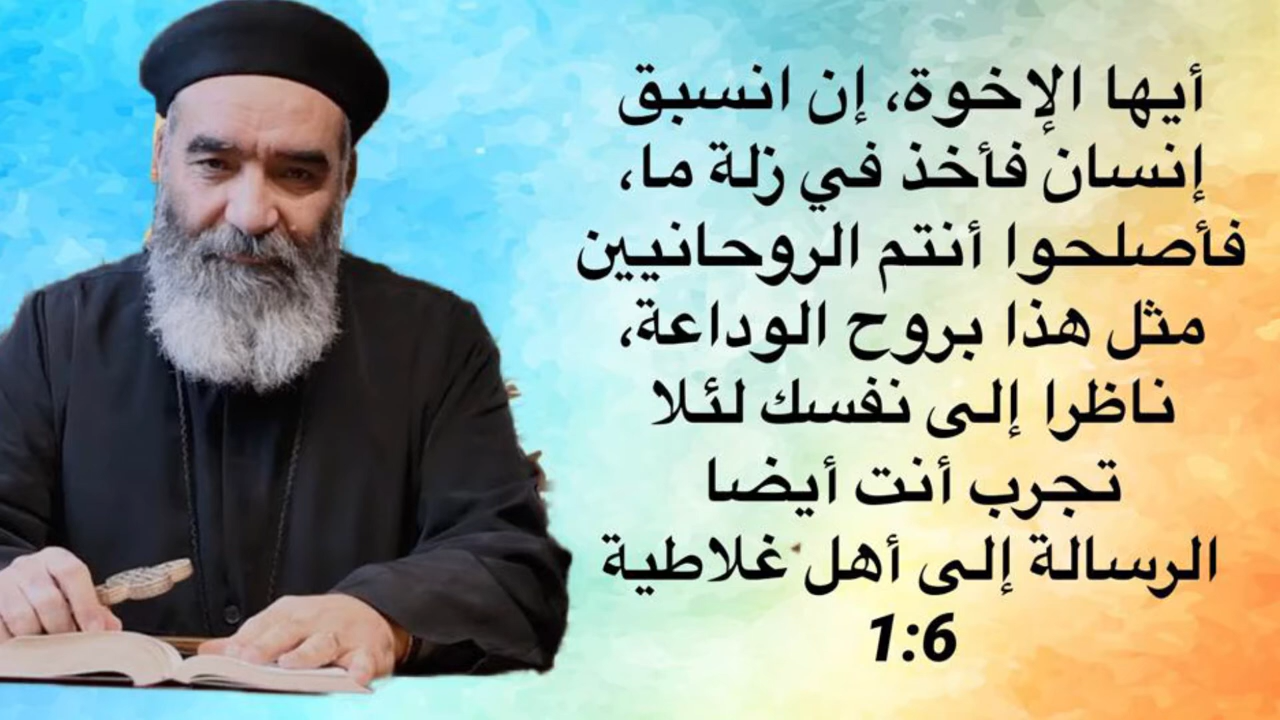 أيها الإخوة، إن انسبق
إنسان فأخذ في زلة ما،
فأصلحوا أنتم الروحانيين
مثل هذا بروح الوداعة،
ناظرا إلى نفسك لئلا
تجرب أنت أيضا
الرسالة إلى أهل غلاطية
1:6